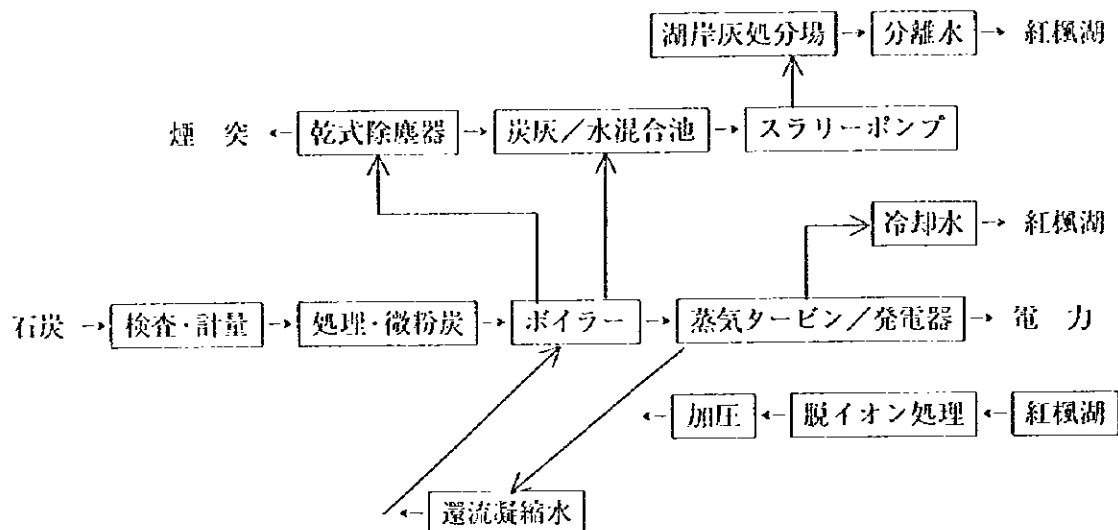 湖岸灰処分場 → 分離水 → 紅楓湖
煙 突 ← 乾式除塵器 → 炭灰／水混合池 → スラリーポンプ
冷却水 → 紅楓湖
石炭 → 検査・計量 → 処理・微粉炭 → ボイラー → 蒸気タービン／発電器 → 電 力
← 加圧 ← 脱イオン処理 ← 紅楓湖
← 還流凝縮水